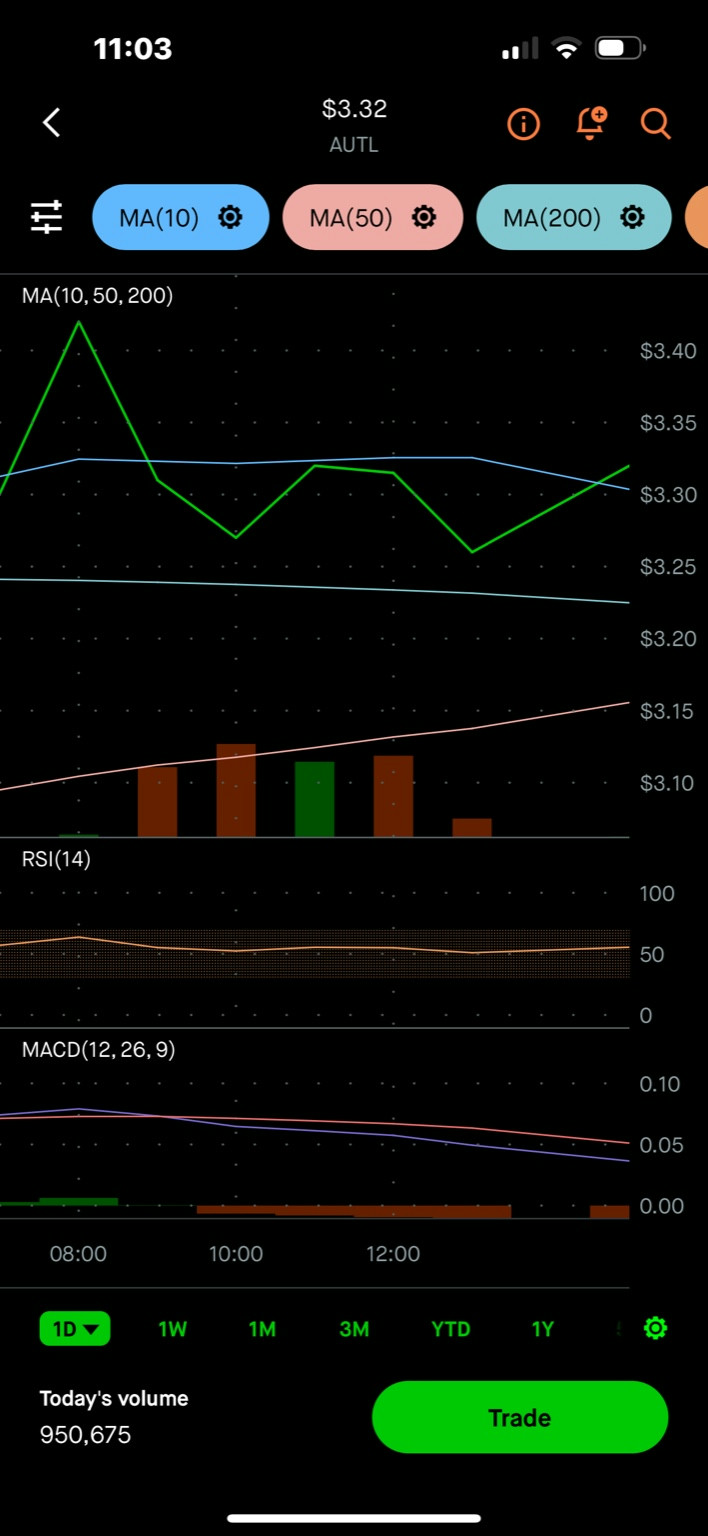 11:03
$3.32
AUTL
MA(10)
MA(50)
MA(200)
MA(10, 50, 200)
$3.40
$3.35
$3.30
$3.25
$3.20
$3.15
$3.10
RSI(14)
100
50
0
MACD(12, 26, 9)
0.10
0.05
0.00
08:00
10:00
12:00
1D
1W
1M
3M
YTD
1Y
Today's volume
950,675
Trade